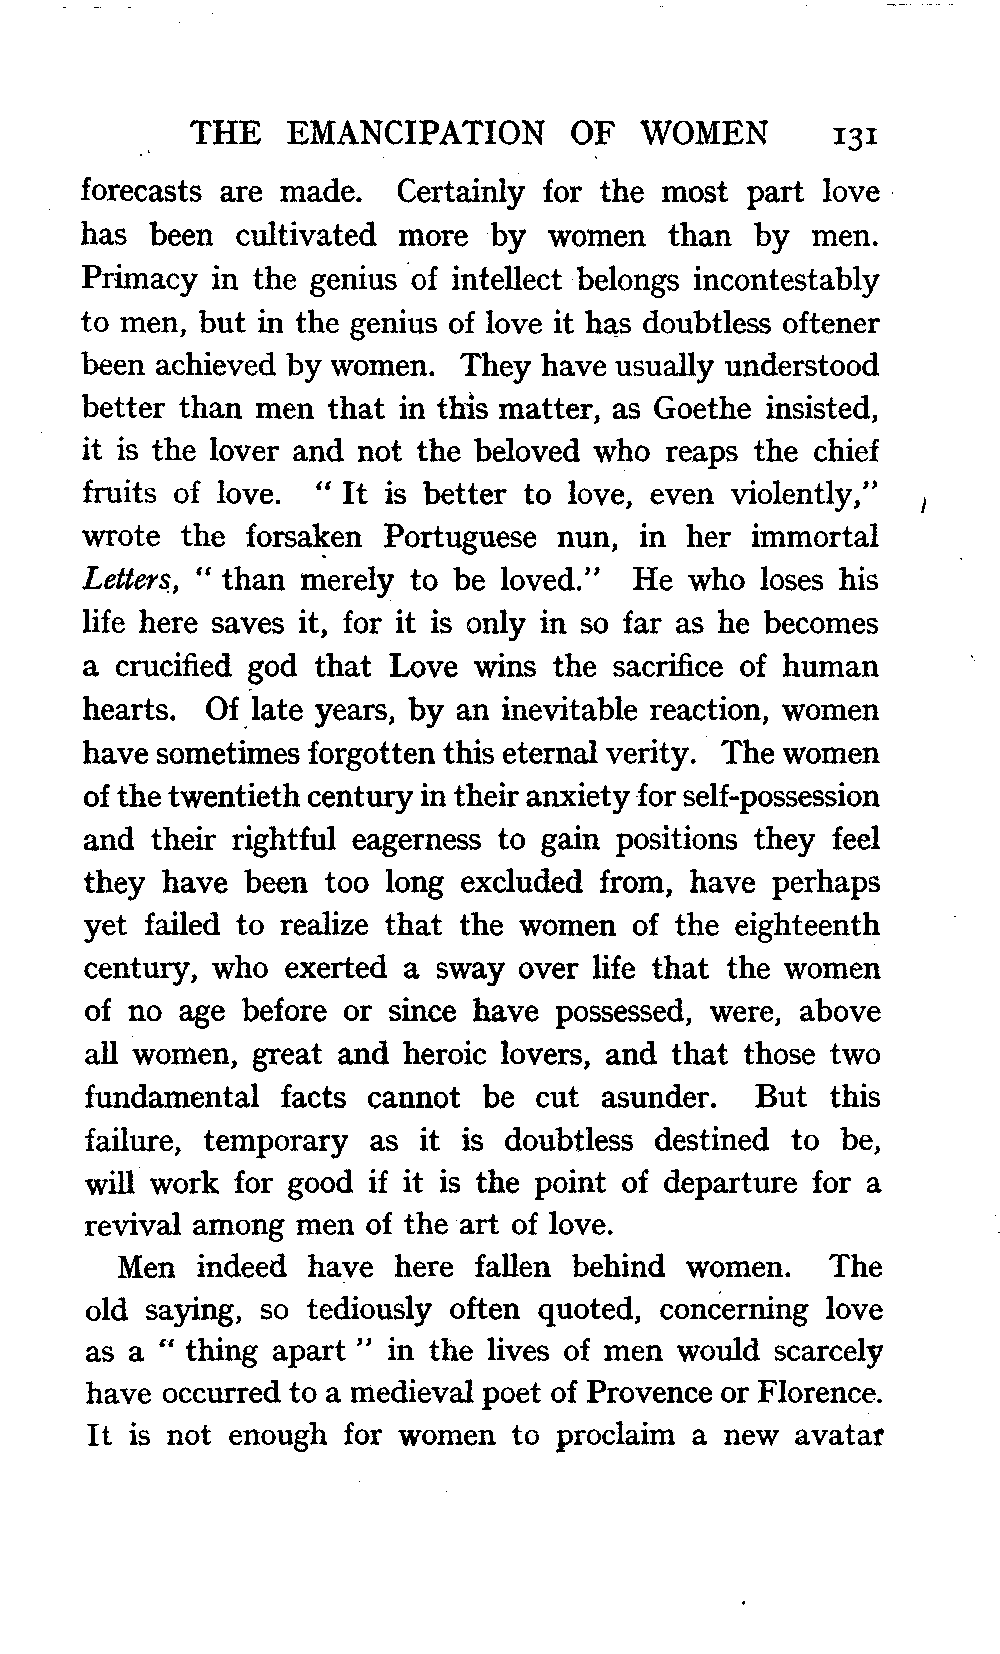 THE EMANCIPATION OF WOMEN 131
forecasts are made. Certainly for the most part love
has been cultivated more by women than by men.
Primacy in the genius of intellect belongs incontestably
to men, but in the genius of love it has doubtless oftener
been achieved by women. They have usually understood
better than men that in this matter, as Goethe insisted,
it is the lover and not the beloved who reaps the chief
fruits of love. “ It is better to love, even violently,”
wrote the forsaken Portuguese nun, in her immortal
Letters, “ than merely to be loved.” He who loses his
life here saves it, for it is only in so far as he becomes
a crucified god that Love wins the sacrifice of human
hearts. Of late years, by an inevitable reaction, women
have sometimes forgotten this eternal verity. The women
of the twentieth century in their anxiety for self-possession
and their rightful eagerness to gain positions they feel
they have been too long excluded from, have perhaps
yet failed to realize that the women of the eighteenth
century, who exerted a sway over life that the women
of no age before or since have possessed, were, above
all women, great and heroic lovers, and that those two
fundamental facts cannot be cut asunder. But this
failure, temporary as it is doubtless destined to be,
will work for good if it is the point of departure for a
revival among men of the art of love.
Men indeed have here fallen behind women. The
old saying, so tediously often quoted, concerning love
as a “ thing apart ” in the lives of men would scarcely
have occurred to a medieval poet of Provence or Florence.
It is not enough for women to proclaim a new avatar